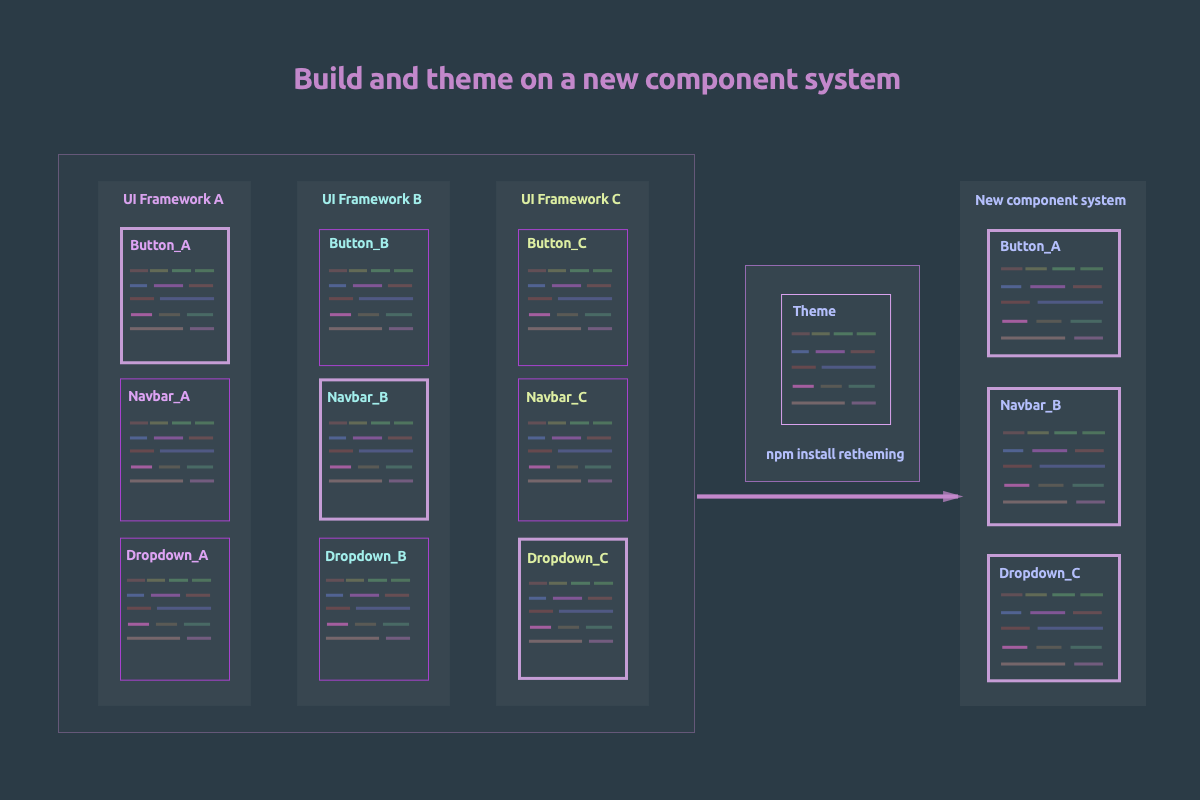 Build and theme on a new component system
UI Framework A
Button_A
Navbar_A
Dropdown_A
UI Framework B
Button_B
Navbar_B
Dropdown_B
UI Framework C
Button_C
Navbar_C
Dropdown_C
Theme
npm install retheming
New component system
Button_A
Navbar_B
Dropdown_C